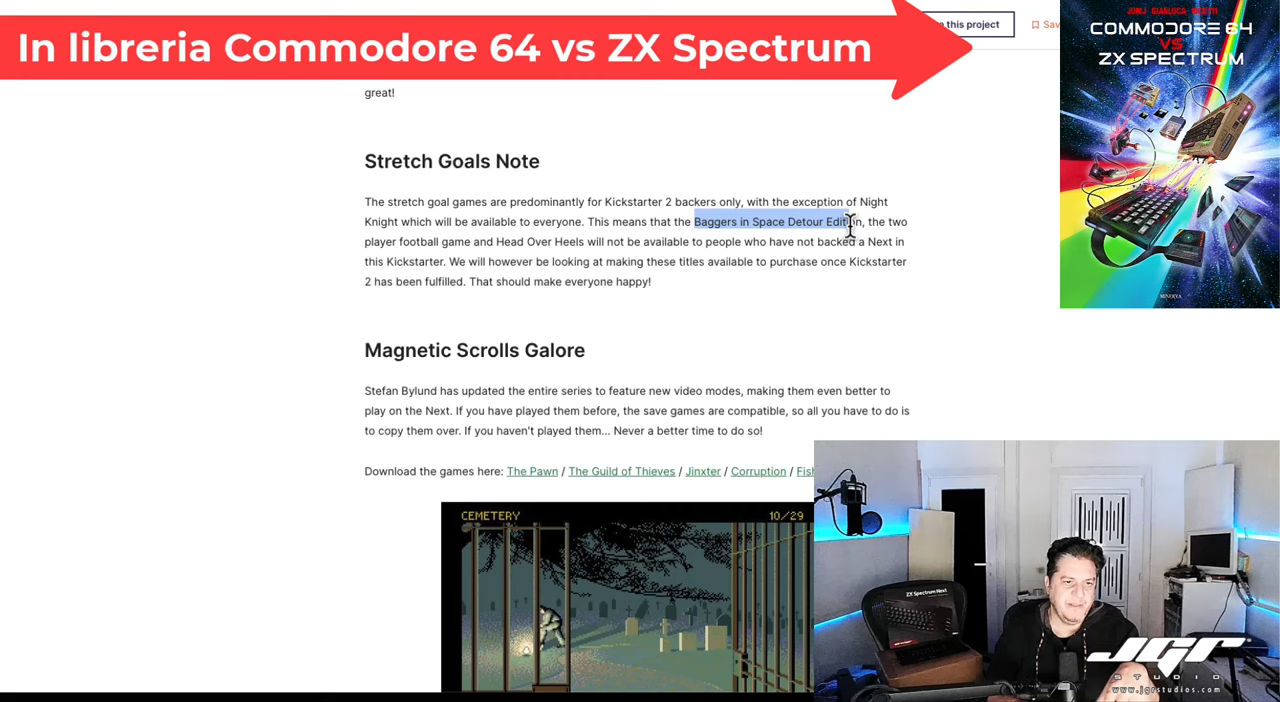 In libreria Commodore 64 vs ZX Spectrum
this project
Sav
great!
Stretch Goals Note
The stretch goal games are predominantly for Kickstarter 2 backers only, with the exception of Night
Knight which will be available to everyone. This means that the Baggers in Space Detour Edition, the two
player football game and Head Over Heels will not be available to people who have not backed a Next in
this Kickstarter. We will however be looking at making these titles available to purchase once Kickstarter
2 has been fulfilled. That should make everyone happy!
Magnetic Scrolls Galore
Stefan Bylund has updated the entire series to feature new video modes, making them even better to
play on the Next. If you have played them before, the save games are compatible, so all you have to do is
to copy them over. If you haven't played them... Never a better time to do so!
Download the games here: The Pawn / The Guild of Thieves / Jinxter / Corruption / Fish
CEMETERY 10/29
COMMODORE 64
VS
ZX SPECTRUM
MINERVA
ZX Spectrum Next
JGR
STUDIO
www.jgrstudios.com